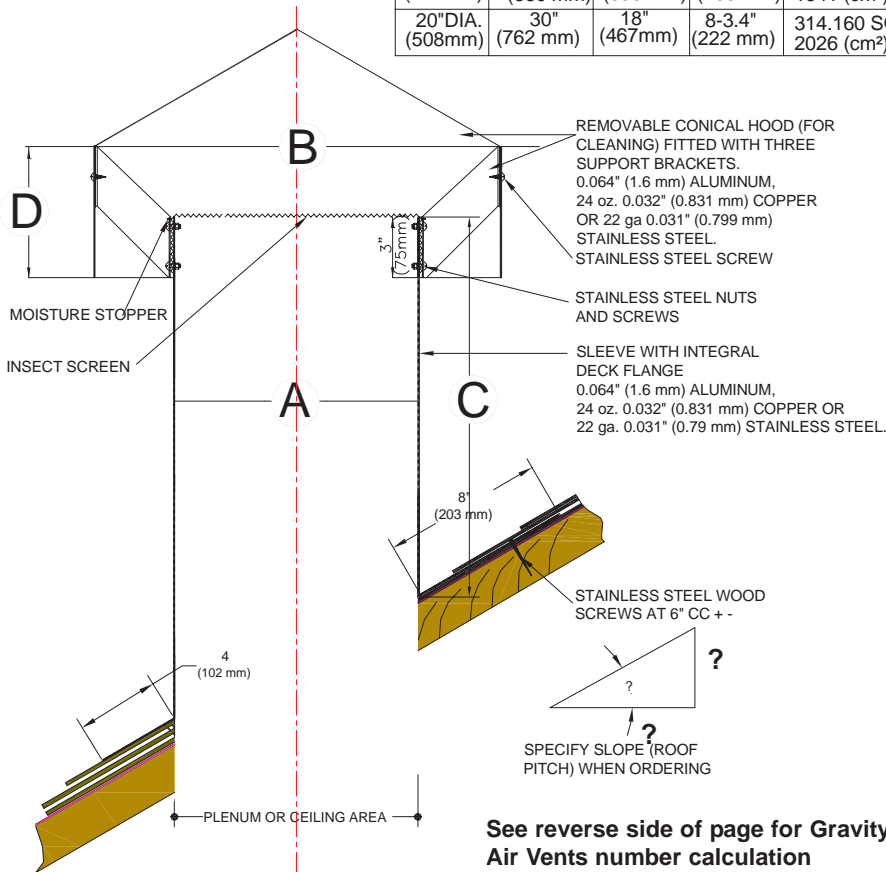 20"DIA. 30" 18" 8-3.4" 314.160 SQ
(508mm) (762 mm) (467mm) (222 mm) 2026 (cm²)
REMOVABLE CONICAL HOOD (FOR
CLEANING) FITTED WITH THREE
SUPPORT BRACKETS.
0.064" (1.6 mm) ALUMINUM,
24 oz. 0.032" (0.831 mm) COPPER
OR 22 ga 0.031" (0.799 mm)
STAINLESS STEEL.
STAINLESS STEEL SCREW
B
D
3"
(75mm
MOISTURE STOPPER
STAINLESS STEEL NUTS
AND SCREWS
INSECT SCREEN
SLEEVE WITH INTEGRAL
DECK FLANGE
0.064" (1.6 mm) ALUMINUM,
24 oz. 0.032" (0.831 mm) COPPER OR
22 ga. 0.031" (0.79 mm) STAINLESS STEEL.
A
C
8"
(203 mm)
STAINLESS STEEL WOOD
SCREWS AT 6" CC + -
4
(102 mm)
?
?
?
SPECIFY SLOPE (ROOF
PITCH) WHEN ORDERING
PLENUM OR CEILING AREA
See reverse side of page for Gravity
Air Vents number calculation